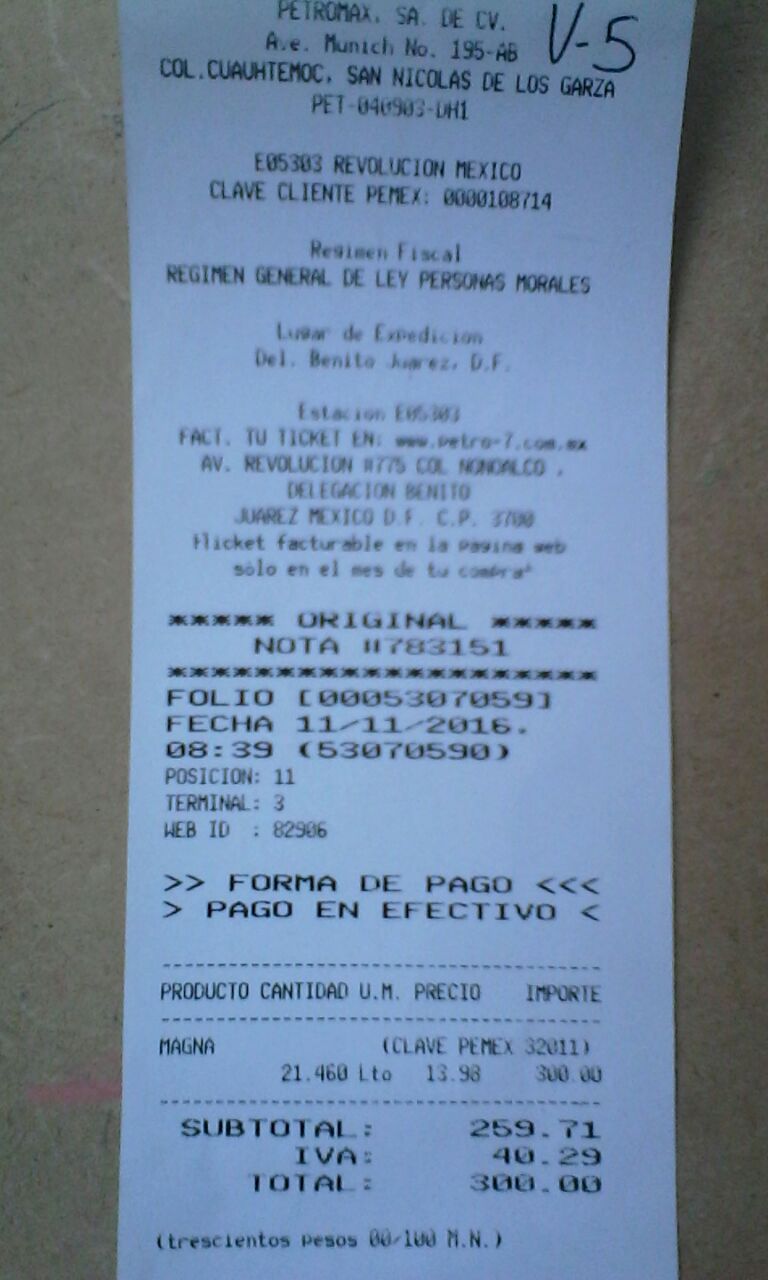 PETROMAX, SA. DE CV.
V-5
Ave. Munich No. 195-AB
COL.CUAUHTEMOC, SAN NICOLAS DE LOS GARZA
PET-040903-DH1
E05303 REVOLUCION MEXICO
CLAVE CLIENTE PEMEX: 0000108714
Regimen Fiscal
REGIMEN GENERAL DE LEY PERSONAS MORALES
Lugar de Expedicion
Del. Benito Juarez, D.F.
Estacion E05303
FACT. TU TICKET EN: www.petro-7.com.mx
AV. REVOLUCION #775 COL NONOALCO ,
DELEGACION BENITO
JUAREZ MEXICO D.F. C.P. 3700
*Ticket facturable en la pagina web
sólo en el mes de tu compra*
***** ORIGINAL *****
NOTA #783151
********************
FOLIO [0005307059]
FECHA 11/11/2016.
08:39 (53070590)
POSICION: 11
TERMINAL: 3
WEB ID : 82906
>> FORMA DE PAGO <<<
> PAGO EN EFECTIVO <
PRODUCTO CANTIDAD U.M. PRECIO IMPORTE
MAGNA (CLAVE PEMEX 32011)
21.460 Lto 13.98 300.00
SUBTOTAL: 259.71
IVA: 40.29
TOTAL: 300.00
(trescientos pesos 00/100 M.N.)